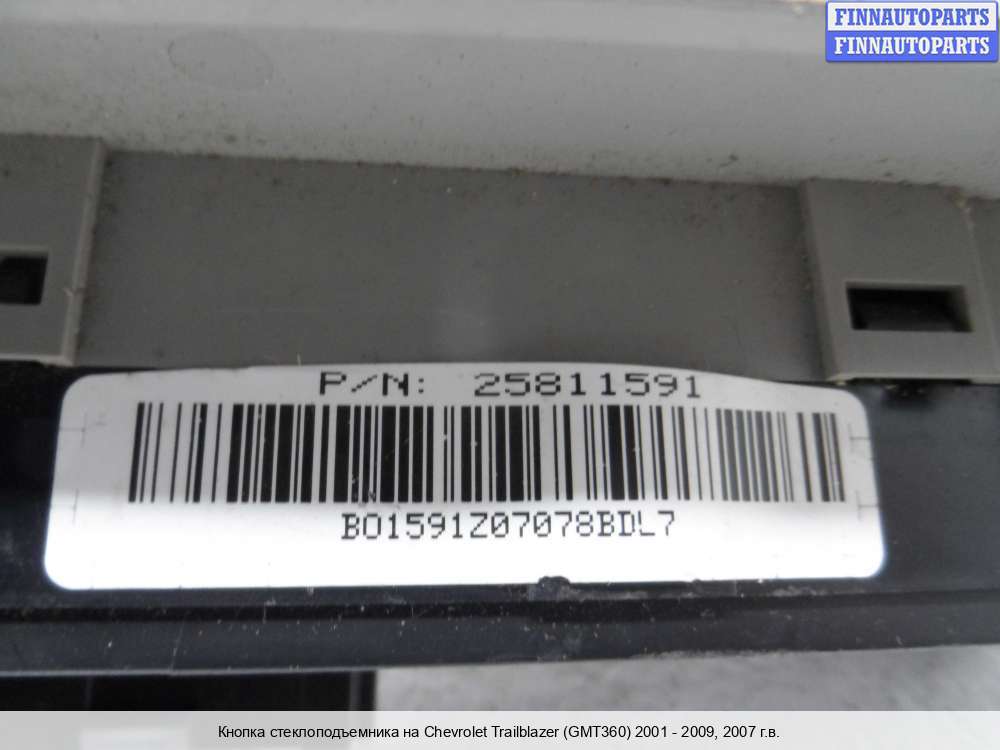 FINNAUTOPARTS
FINNAUTOPARTS
P/N: 25811591
B01591Z07078BDL7
Кнопка стеклоподъемника на Chevrolet Trailblazer (GMT360) 2001 - 2009, 2007 г.в.